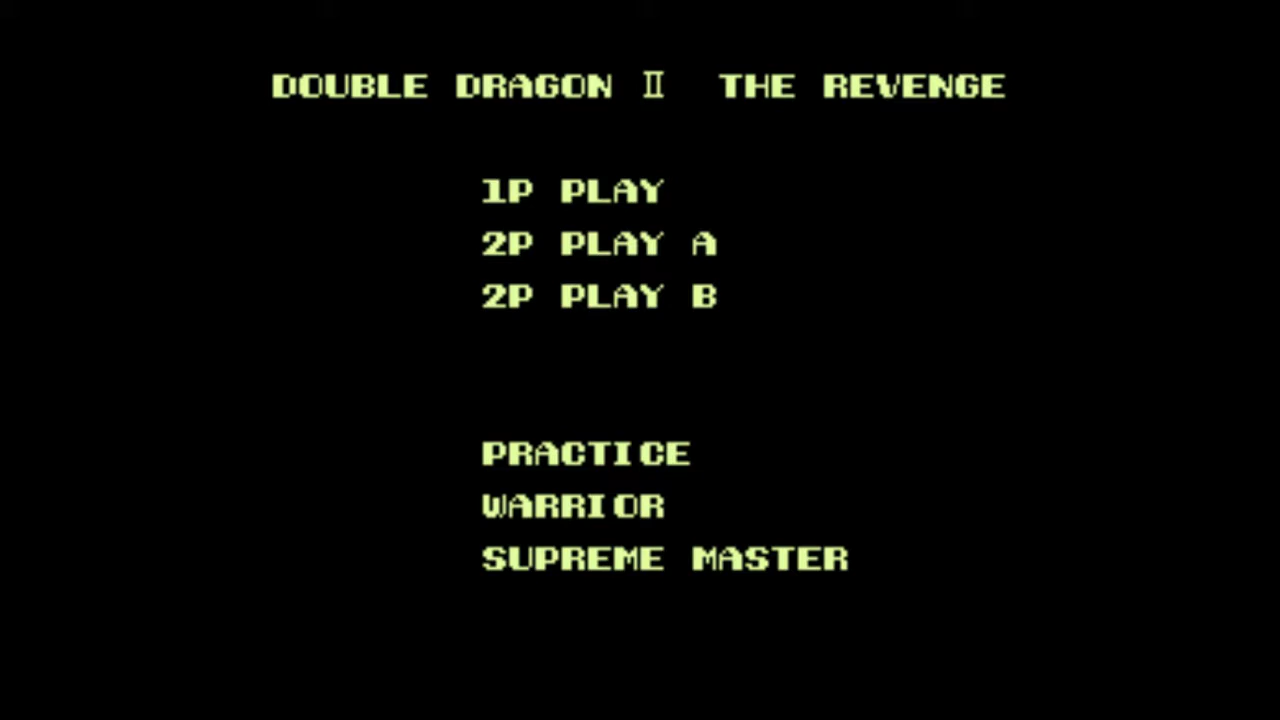 DOUBLE DRAGON Ⅱ THE REVENGE
1P PLAY
2P PLAY A
2P PLAY B
PRACTICE
WARRIOR
SUPREME MASTER